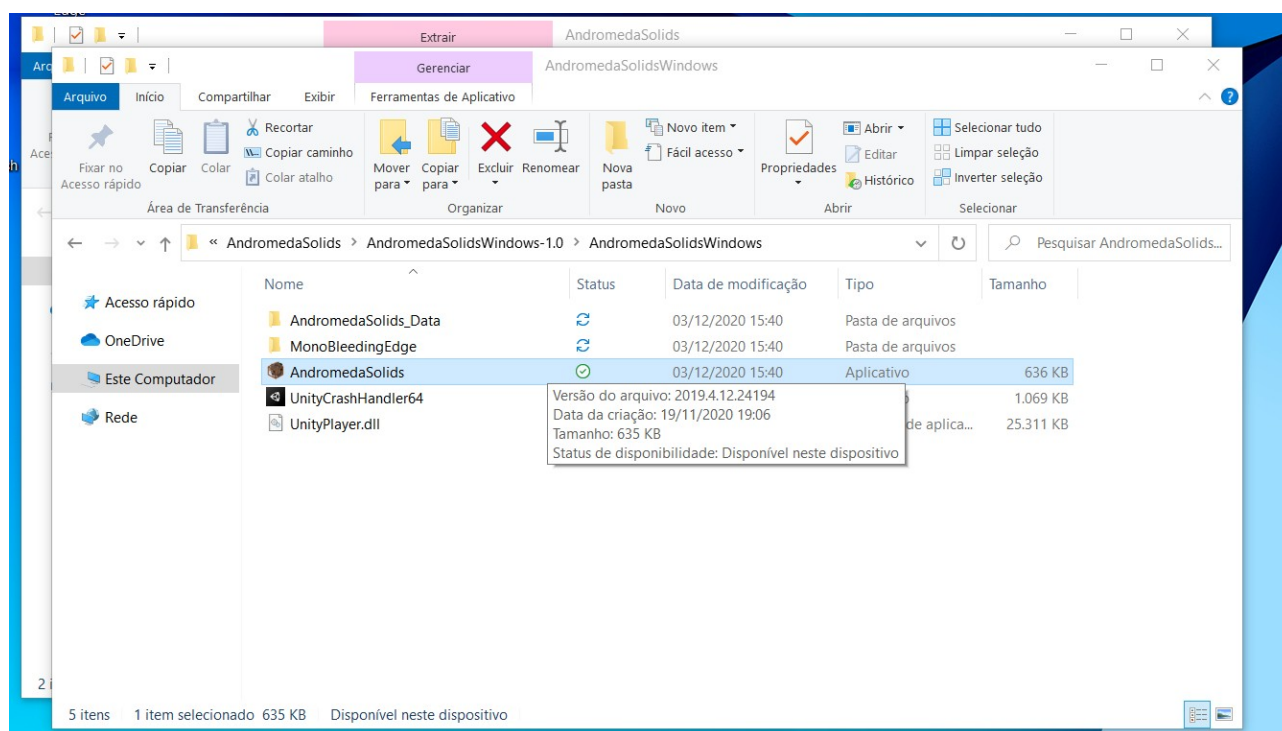 Extrair
AndromedaSolids
Gerenciar
AndromedaSolidsWindows
Arquivo
Início
Compartilhar
Exibir
Ferramentas de Aplicativo
Fixar no
Acesso rápido
Copiar
Colar
Recortar
Copiar caminho
Colar atalho
Área de Transferência
Mover
para
Copiar
para
Excluir
Renomear
Organizar
Nova
pasta
Novo item
Fácil acesso
Novo
Propriedades
Abrir
Editar
Histórico
Abrir
Selecionar tudo
Limpar seleção
Inverter seleção
Selecionar
« AndromedaSolids > AndromedaSolidsWindows-1.0 > AndromedaSolidsWindows
Pesquisar AndromedaSolids...
Acesso rápido
OneDrive
Este Computador
Rede
Nome Status Data de modificação Tipo Tamanho
AndromedaSolids_Data 03/12/2020 15:40 Pasta de arquivos
MonoBleedingEdge 03/12/2020 15:40 Pasta de arquivos
AndromedaSolids 03/12/2020 15:40 Aplicativo 636 KB
UnityCrashHandler64 1.069 KB
UnityPlayer.dll de aplica... 25.311 KB
Versão do arquivo: 2019.4.12.24194
Data da criação: 19/11/2020 19:06
Tamanho: 635 KB
Status de disponibilidade: Disponível neste dispositivo
5 itens 1 item selecionado 635 KB Disponível neste dispositivo